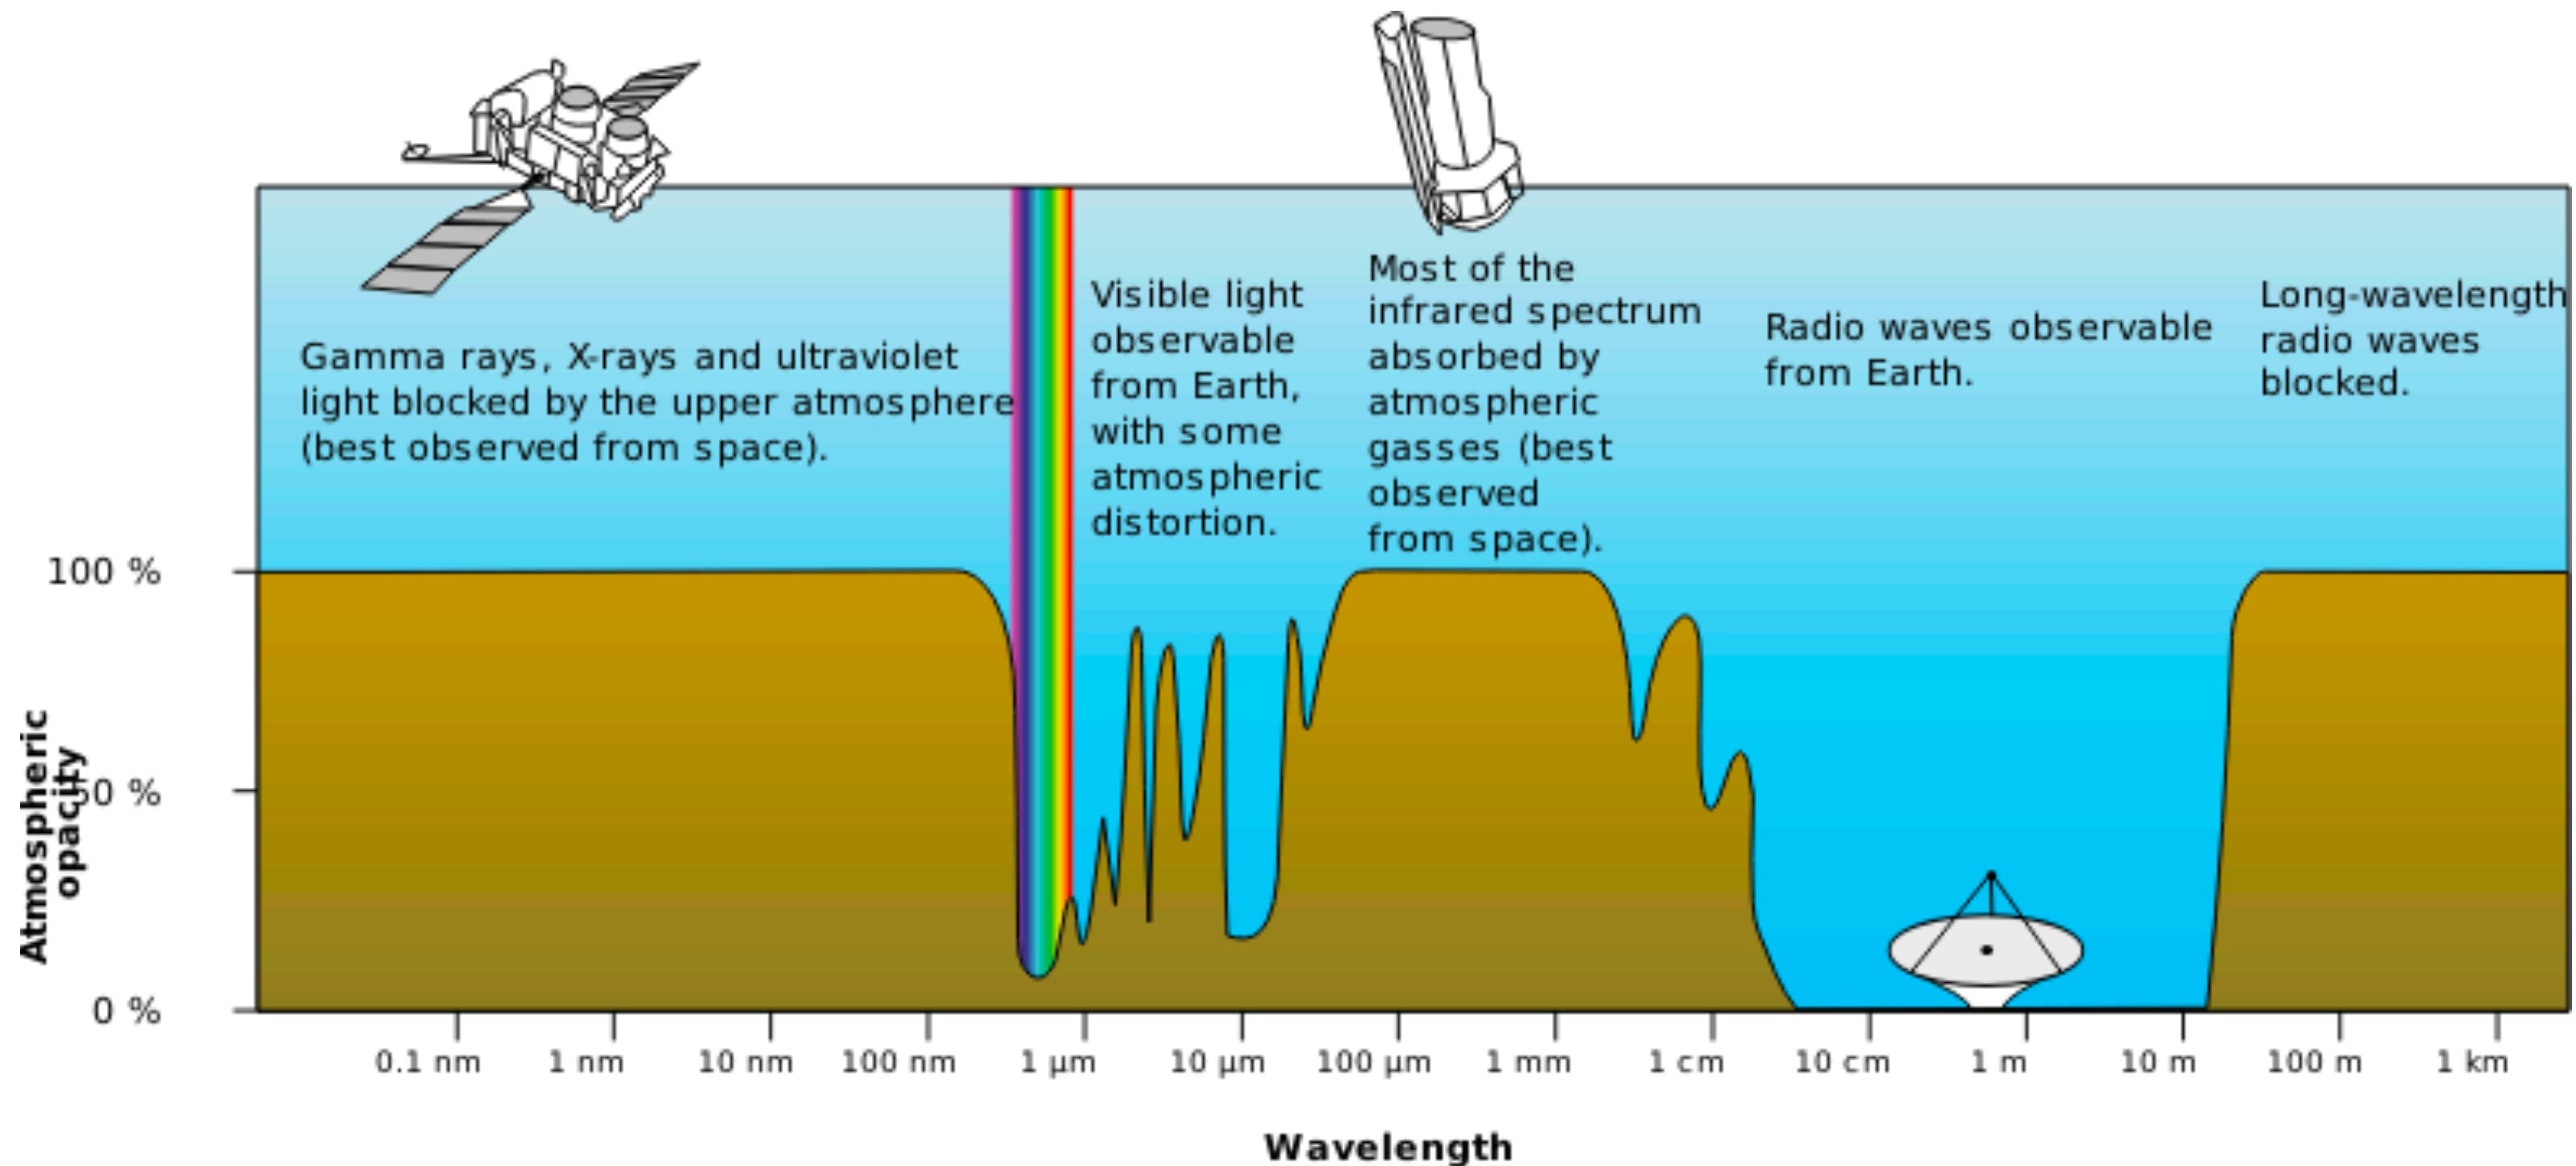 Gamma rays, X-rays and ultraviolet
light blocked by the upper atmosphere
(best observed from space).
Visible light
observable
from Earth,
with some
atmospheric
distortion.
Most of the
infrared spectrum
absorbed by
atmospheric
gasses (best
observed
from space).
Radio waves observable
from Earth.
Long-wavelength
radio waves
blocked.
Atmospheric
opacity
100 %
50 %
0 %
0.1 nm
1 nm
10 nm
100 nm
1 μm
10 μm
100 μm
1 mm
1 cm
10 cm
1 m
10 m
100 m
1 km
Wavelength